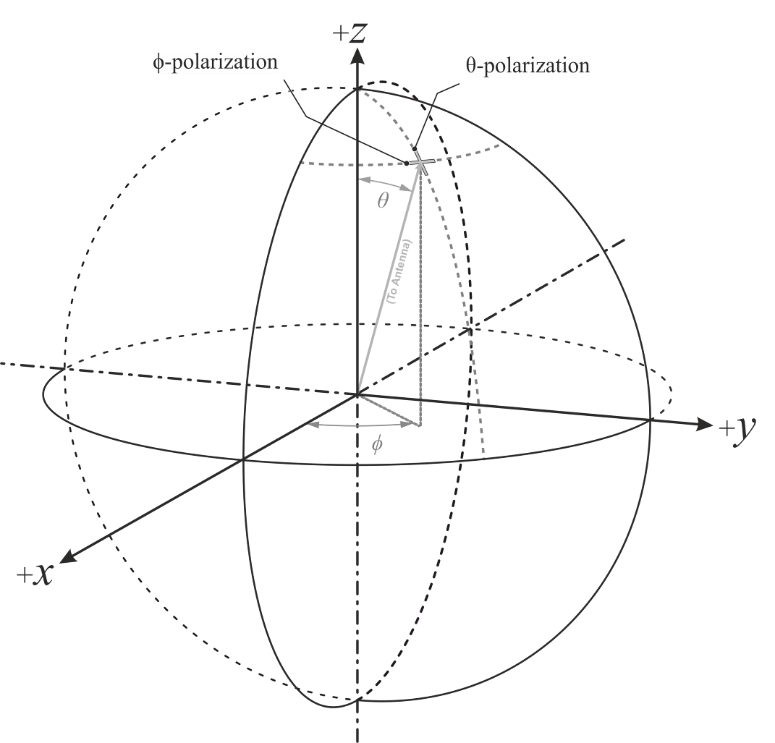 +z
ϕ-polarization
θ-polarization
θ
(To Antenna)
ϕ
+y
+x